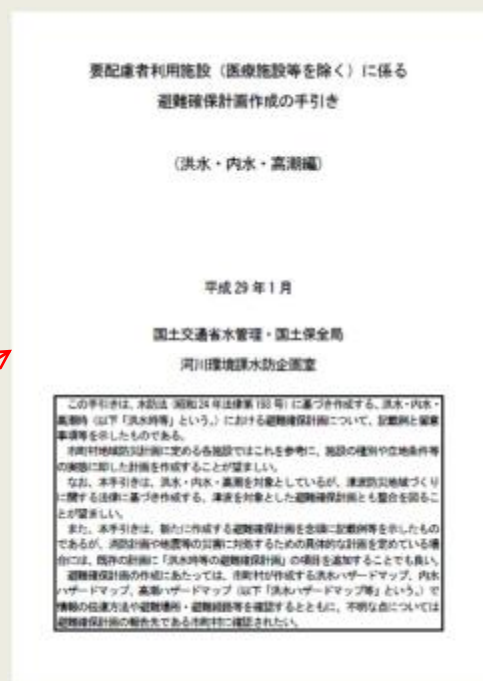 要配慮者利用施設（医療施設等を除く）に係る
避難確保計画作成の手引き
（洪水・内水・高潮編）
平成 29 年 1 月
国土交通省水管理・国土保全局
河川環境課水防企画室
この手引きは、水防法（昭和24 年法律第 193 号）に基づき作成する、洪水・内水・
高潮時（以下「洪水時等」という。）における避難確保計画について、記載例と留意
事項等を示したものである。
市町村地域防災計画に定める各施設ではこれを参考に、施設の種別や立地条件等
の実態に即した計画を作成することが望ましい。
なお、本手引きは、洪水・内水・高潮を対象としているが、津波防災地域づくり
に関する法律に基づき作成する、津波を対象とした避難確保計画とも整合を図るこ
とが望ましい。
また、本手引きは、新たに作成する避難確保計画を念頭に記載例等を示したもの
であるが、消防計画や地震等の災害に対処するための具体的な計画を定めている場
合には、既存の計画に「洪水時等の避難確保計画」の項目を追加することでも良い。
避難確保計画の作成にあたっては、市町村が作成する洪水ハザードマップ、内水
ハザードマップ、高潮ハザードマップ（以下「洪水ハザードマップ等」という。）で
情報の伝達方法や避難場所・避難経路等を確認するとともに、不明な点については
避難確保計画の報告先である市町村に確認されたい。